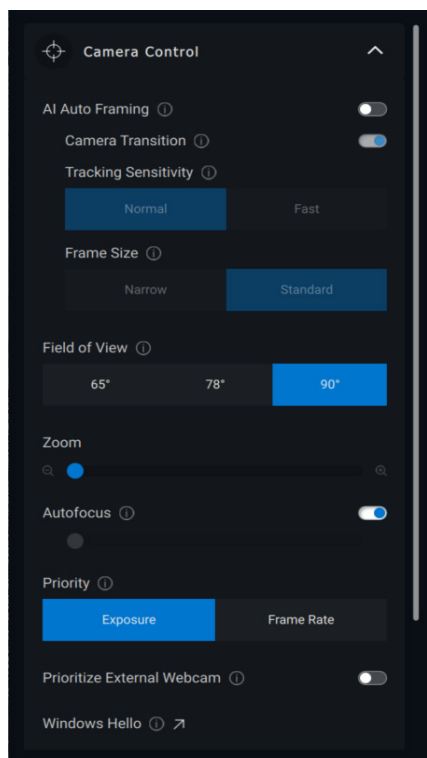 Camera Control
AI Auto Framing
Camera Transition
Tracking Sensitivity
Normal Fast
Frame Size
Narrow Standard
Field of View
65° 78° 90°
Zoom
Autofocus
Priority
Exposure Frame Rate
Prioritize External Webcam
Windows Hello